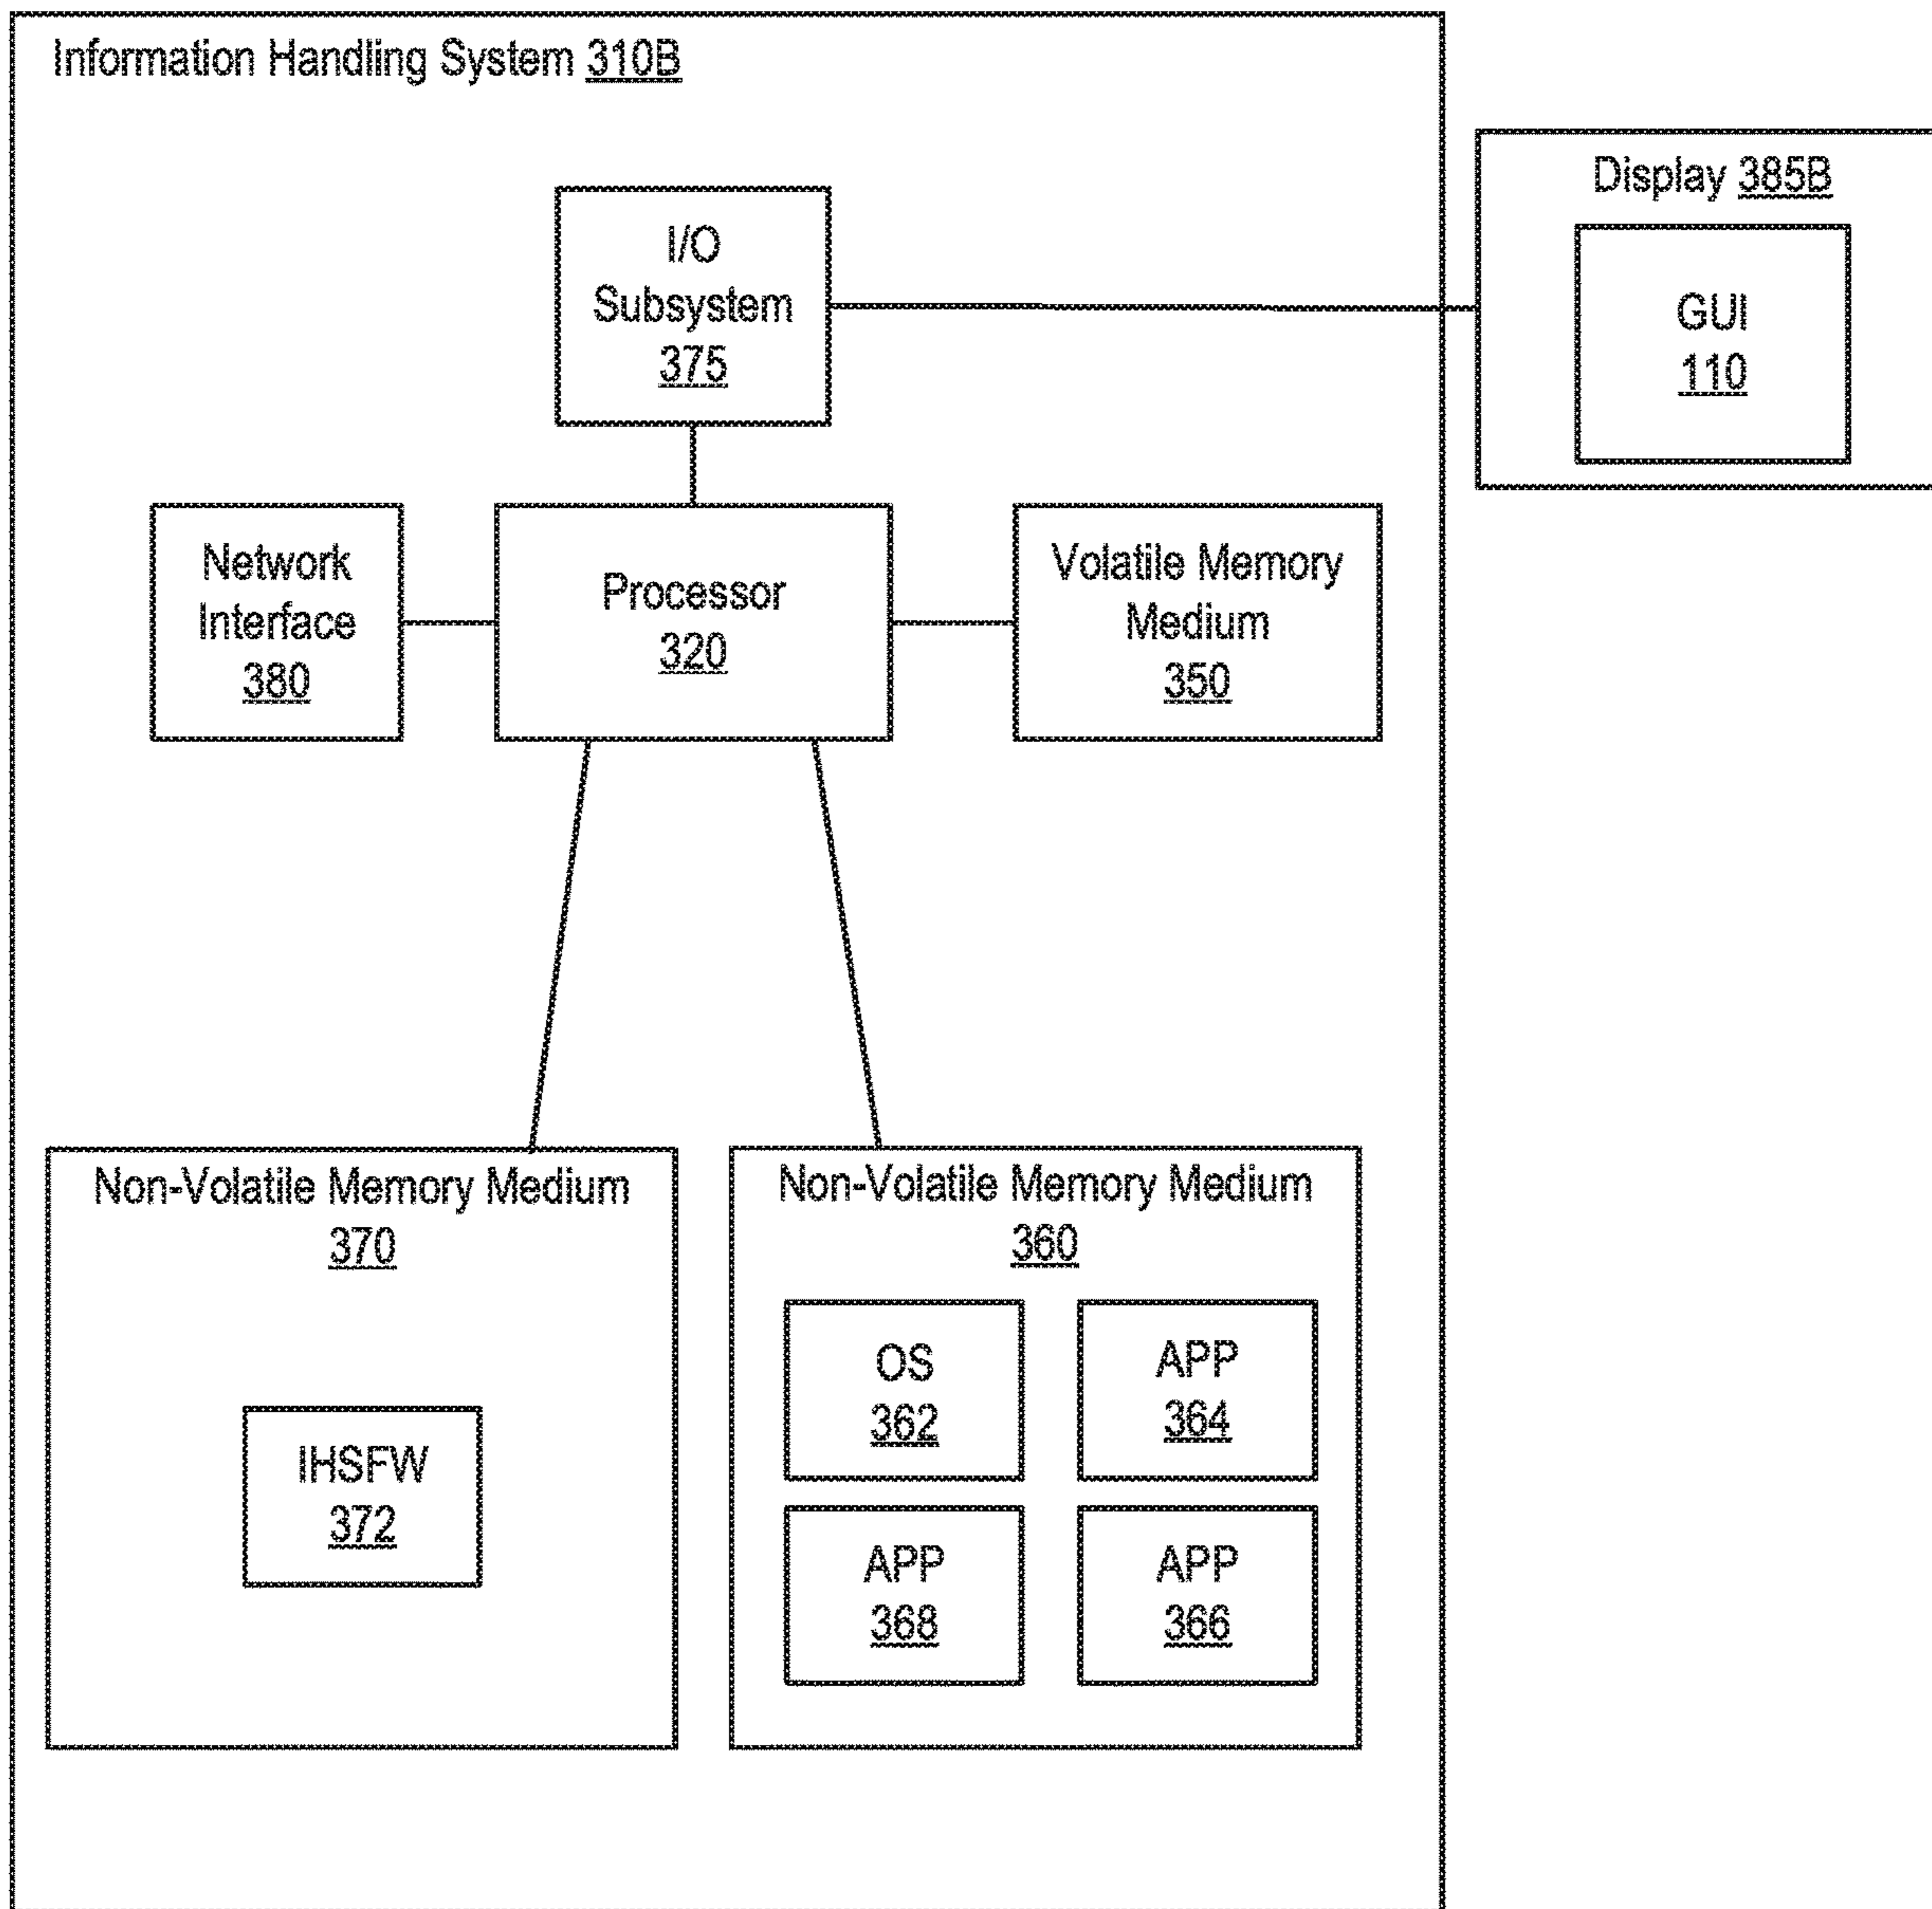 Information Handling System 310B
Display 385B
GUI
110
I/O
Subsystem
375
Network
Interface
380
Processor
320
Volatile Memory
Medium
350
Non-Volatile Memory Medium
370
IHSFW
372
Non-Volatile Memory Medium
360
OS
362
APP
364
APP
368
APP
366